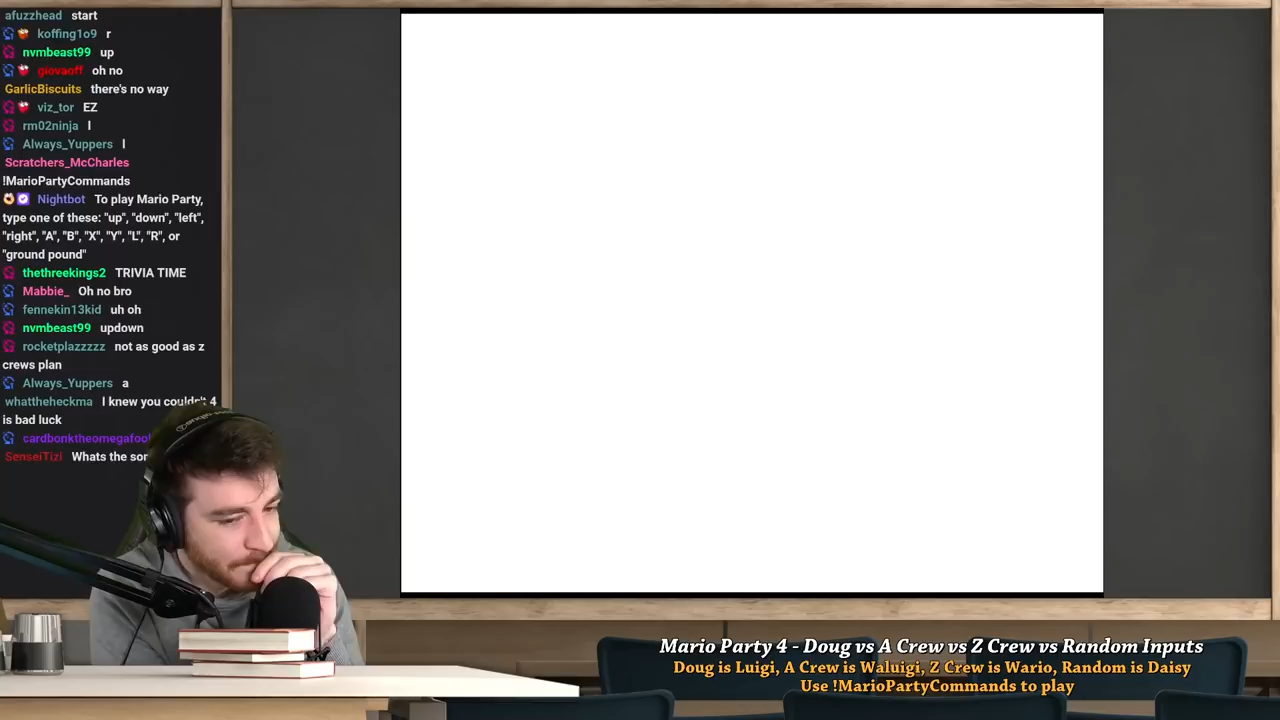 afuzzhead start
koffing1o9 r
nvmbeast99 up
giovaoff oh no
GarlicBiscuits there's no way
viz_tor EZ
rm02ninja l
Always_Yuppers l
Scratchers_McCharles
!MarioPartyCommands
Nightbot To play Mario Party,
type one of these: "up", "down", "left",
"right", "A", "B", "X", "Y", "L", "R", or
"ground pound"
thethreekings2 TRIVIA TIME
Mabbie_ Oh no bro
fennekin13kid uh oh
nvmbeast99 updown
rocketplazzzzz not as good as z
crews plan
Always_Yuppers a
whattheheckma I knew you couldn't 4
is bad luck
SenseiTizi Whats the
Mario Party 4 - Doug vs A Crew vs Z Crew vs Random Inputs
Doug is Luigi, A Crew is Waluigi, Z Crew is Wario, Random is Daisy
Use !MarioPartyCommands to play